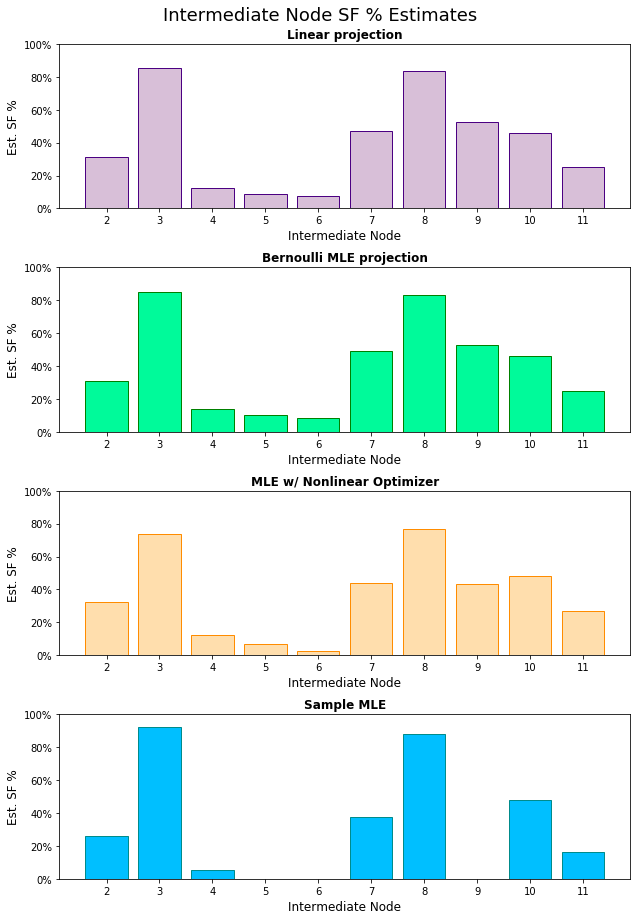 Intermediate Node SF % Estimates
Linear projection
100%
80%
60%
40%
20%
0%
Est. SF %
2 3 4 5 6 7 8 9 10 11
Intermediate Node
Bernoulli MLE projection
100%
80%
60%
40%
20%
0%
Est. SF %
2 3 4 5 6 7 8 9 10 11
Intermediate Node
MLE w/ Nonlinear Optimizer
100%
80%
60%
40%
20%
0%
Est. SF %
2 3 4 5 6 7 8 9 10 11
Intermediate Node
Sample MLE
100%
80%
60%
40%
20%
0%
Est. SF %
2 3 4 5 6 7 8 9 10 11
Intermediate Node